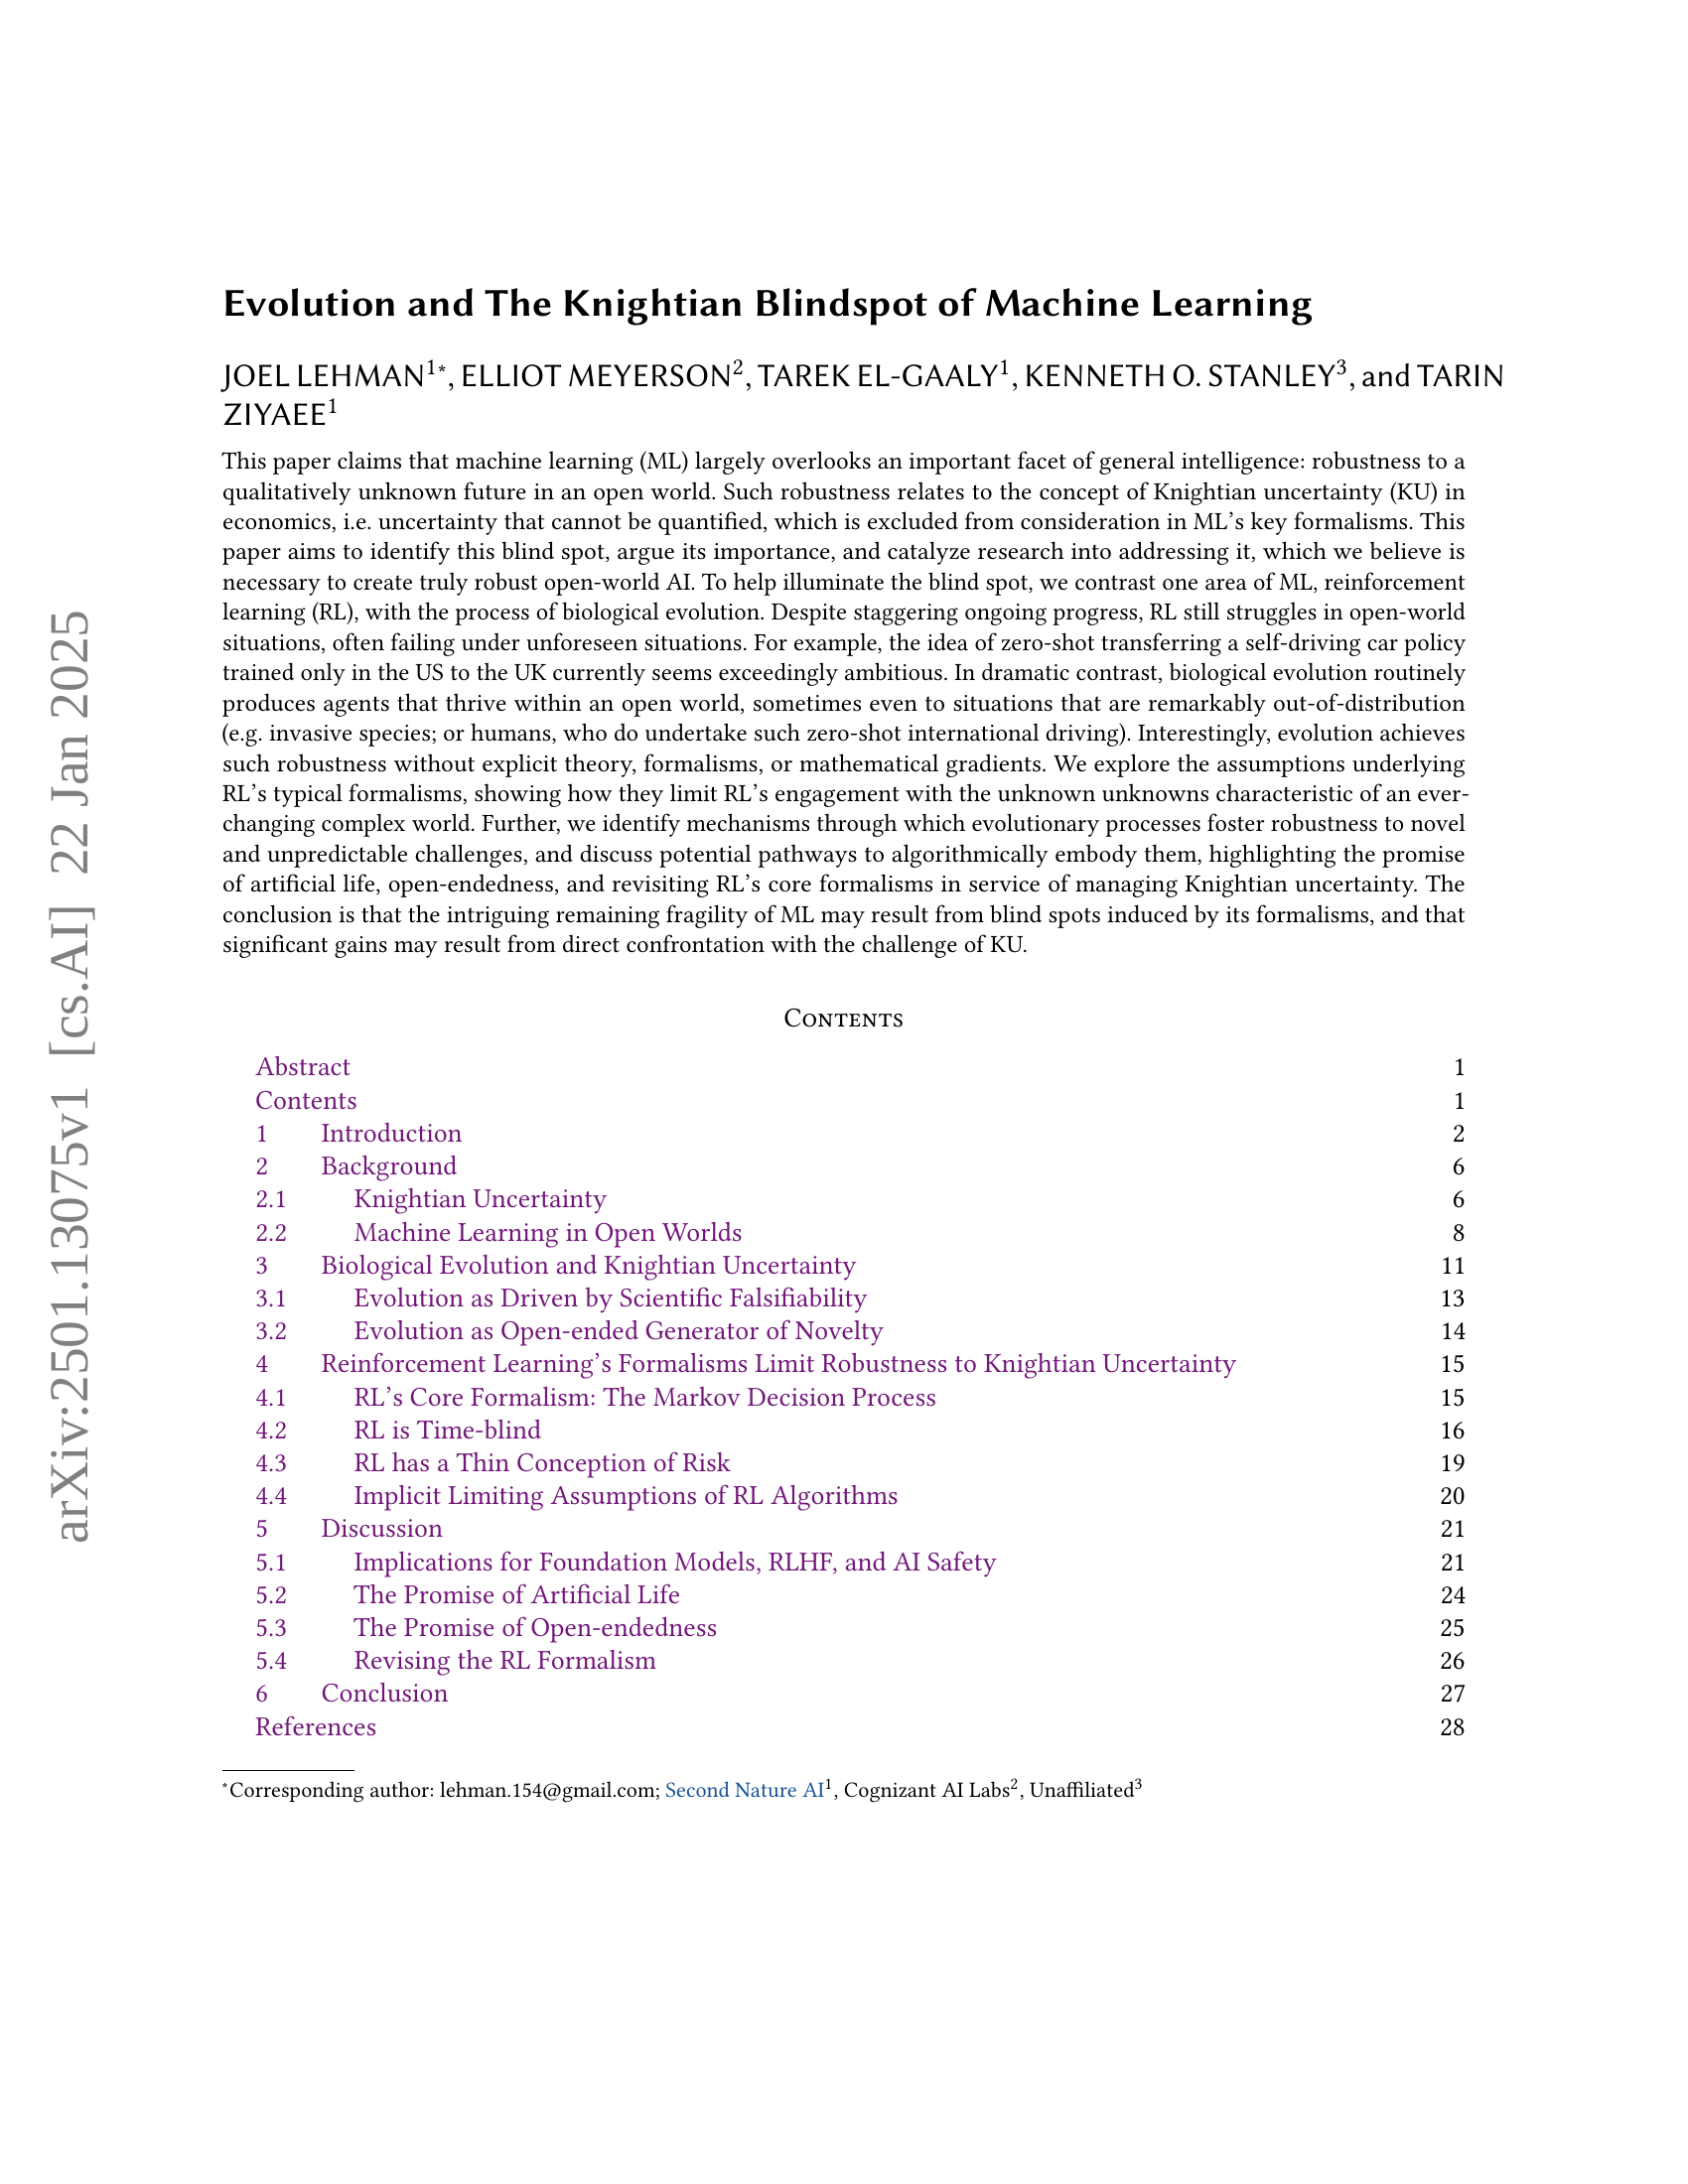 Evolution and The Knightian Blindspot of Machine Learning
JOEL LEHMAN1*, ELLIOT MEYERSON2, TAREK EL-GAALY1, KENNETH O. STANLEY3, and TARIN
ZIYAEE1
This paper claims that machine learning (ML) largely overlooks an important facet of general intelligence: robustness to a
qualitatively unknown future in an open world. Such robustness relates to the concept of Knightian uncertainty (KU) in
economics, i.e. uncertainty that cannot be quantified, which is excluded from consideration in ML's key formalisms. This
paper aims to identify this blind spot, argue its importance, and catalyze research into addressing it, which we believe is
necessary to create truly robust open-world AI. To help illuminate the blind spot, we contrast one area of ML, reinforcement
learning (RL), with the process of biological evolution. Despite staggering ongoing progress, RL still struggles in open-world
situations, often failing under unforeseen situations. For example, the idea of zero-shot transferring a self-driving car policy
trained only in the US to the UK currently seems exceedingly ambitious. In dramatic contrast, biological evolution routinely
produces agents that thrive within an open world, sometimes even to situations that are remarkably out-of-distribution
(e.g. invasive species; or humans, who do undertake such zero-shot international driving). Interestingly, evolution achieves
such robustness without explicit theory, formalisms, or mathematical gradients. We explore the assumptions underlying
RL's typical formalisms, showing how they limit RL's engagement with the unknown unknowns characteristic of an ever-
changing complex world. Further, we identify mechanisms through which evolutionary processes foster robustness to novel
and unpredictable challenges, and discuss potential pathways to algorithmically embody them, highlighting the promise
of artificial life, open-endedness, and revisiting RL's core formalisms in service of managing Knightian uncertainty. The
conclusion is that the intriguing remaining fragility of ML may result from blind spots induced by its formalisms, and that
significant gains may result from direct confrontation with the challenge of KU.
Contents
Abstract 1
Contents 1
1 Introduction 2
2 Background 6
2.1 Knightian Uncertainty 6
2.2 Machine Learning in Open Worlds 8
3 Biological Evolution and Knightian Uncertainty 11
3.1 Evolution as Driven by Scientific Falsifiability 13
3.2 Evolution as Open-ended Generator of Novelty 14
4 Reinforcement Learning's Formalisms Limit Robustness to Knightian Uncertainty 15
4.1 RL's Core Formalism: The Markov Decision Process 15
4.2 RL is Time-blind 16
4.3 RL has a Thin Conception of Risk 19
4.4 Implicit Limiting Assumptions of RL Algorithms 20
5 Discussion 21
5.1 Implications for Foundation Models, RLHF, and AI Safety 21
5.2 The Promise of Artificial Life 24
5.3 The Promise of Open-endedness 25
5.4 Revising the RL Formalism 26
6 Conclusion 27
References 28
*Corresponding author: lehman.154@gmail.com; Second Nature AI1, Cognizant AI Labs2, Unaffiliated3
arXiv:2501.13075v1 [cs.AI] 22 Jan 2025